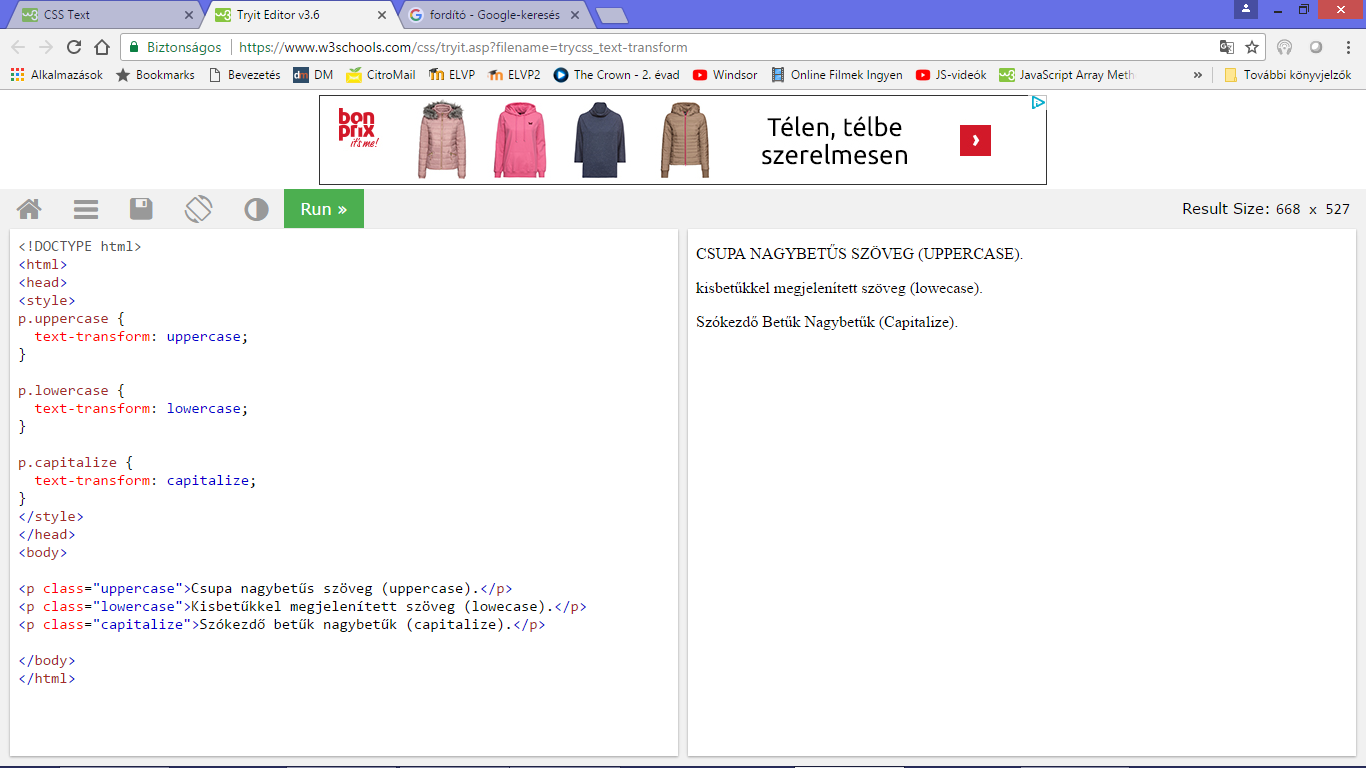 CSS Text
Tryit Editor v3.6
fordító - Google-keresés
Biztonságos
https://www.w3schools.com/css/tryit.asp?filename=trycss_text-transform
Alkalmazások
Bookmarks
Bevezetés
dm DM
CitroMail
ELVP
ELVP2
The Crown - 2. évad
Windsor
Online Filmek Ingyen
JS-videók
JavaScript Array Meth
»
További könyvjelzők
bon
prix
it's me!
Télen, télbe
szerelmesen
Run »
Result Size: 668 x 527
<!DOCTYPE html>
<html>
<head>
<style>
p.uppercase {
  text-transform: uppercase;
}

p.lowercase {
  text-transform: lowercase;
}

p.capitalize {
  text-transform: capitalize;
}
</style>
</head>
<body>

<p class="uppercase">Csupa nagybetűs szöveg (uppercase).</p>
<p class="lowercase">Kisbetűkkel megjelenített szöveg (lowecase).</p>
<p class="capitalize">Szókezdő betűk nagybetűk (capitalize).</p>

</body>
</html>
CSUPA NAGYBETŰS SZÖVEG (UPPERCASE).
kisbetűkkel megjelenített szöveg (lowecase).
Szókezdő Betűk Nagybetűk (Capitalize).